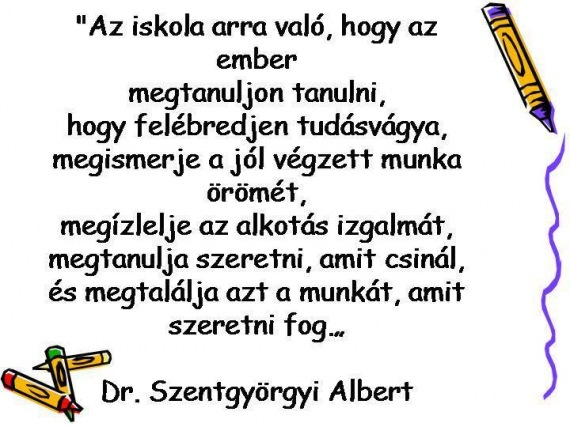 "Az iskola arra való, hogy az
ember
megtanuljon tanulni,
hogy felébredjen tudásvágya,
megismerje a jól végzett munka
örömét,
megízlelje az alkotás izgalmát,
megtanulja szeretni, amit csinál,
és megtalálja azt a munkát, amit
szeretni fog.„
Dr. Szentgyörgyi Albert